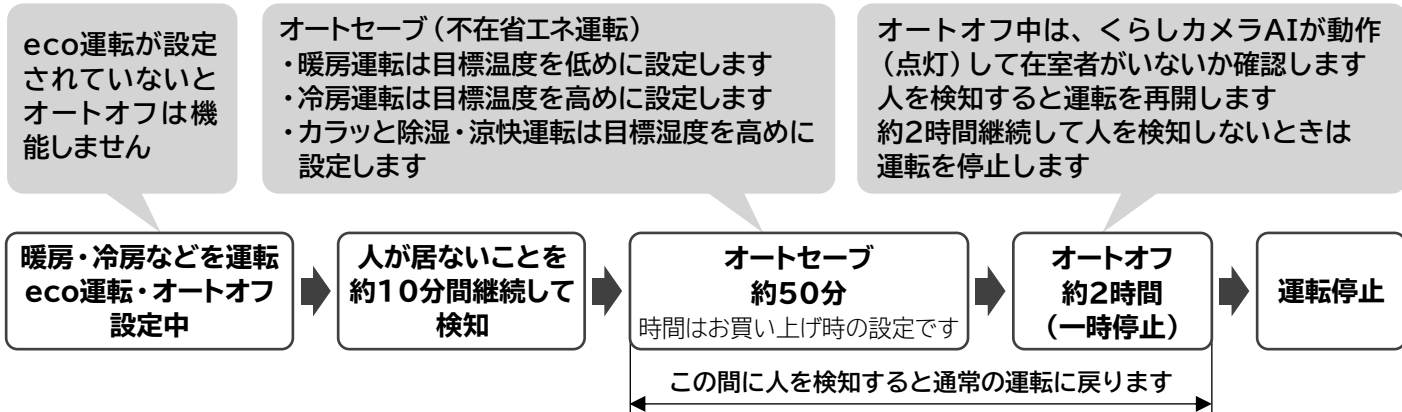 eco運転が設定
されていないと
オートオフは機
能しません
オートセーブ（不在省エネ運転）
・暖房運転は目標温度を低めに設定します
・冷房運転は目標温度を高めに設定します
・カラッと除湿・涼快運転は目標湿度を高めに
設定します
オートオフ中は、くらしカメラAIが動作
（点灯）して在室者がいないか確認します
人を検知すると運転を再開します
約2時間継続して人を検知しないときは
運転を停止します
暖房・冷房などを運転
eco運転・オートオフ
設定中
人が居ないことを
約10分間継続して
検知
オートセーブ
約50分
時間はお買い上げ時の設定です
オートオフ
約2時間
（一時停止）
運転停止
この間に人を検知すると通常の運転に戻ります